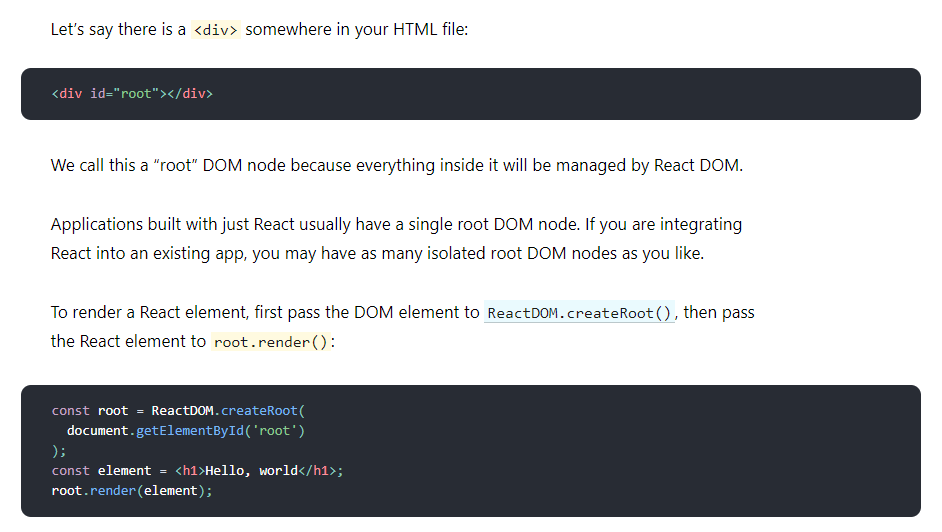 Let’s say there is a <div> somewhere in your HTML file:
<div id="root"></div>
We call this a “root” DOM node because everything inside it will be managed by React DOM.
Applications built with just React usually have a single root DOM node. If you are integrating
React into an existing app, you may have as many isolated root DOM nodes as you like.
To render a React element, first pass the DOM element to ReactDOM.createRoot(), then pass
the React element to root.render():
const root = ReactDOM.createRoot(
  document.getElementById('root')
);
const element = <h1>Hello, world</h1>;
root.render(element);